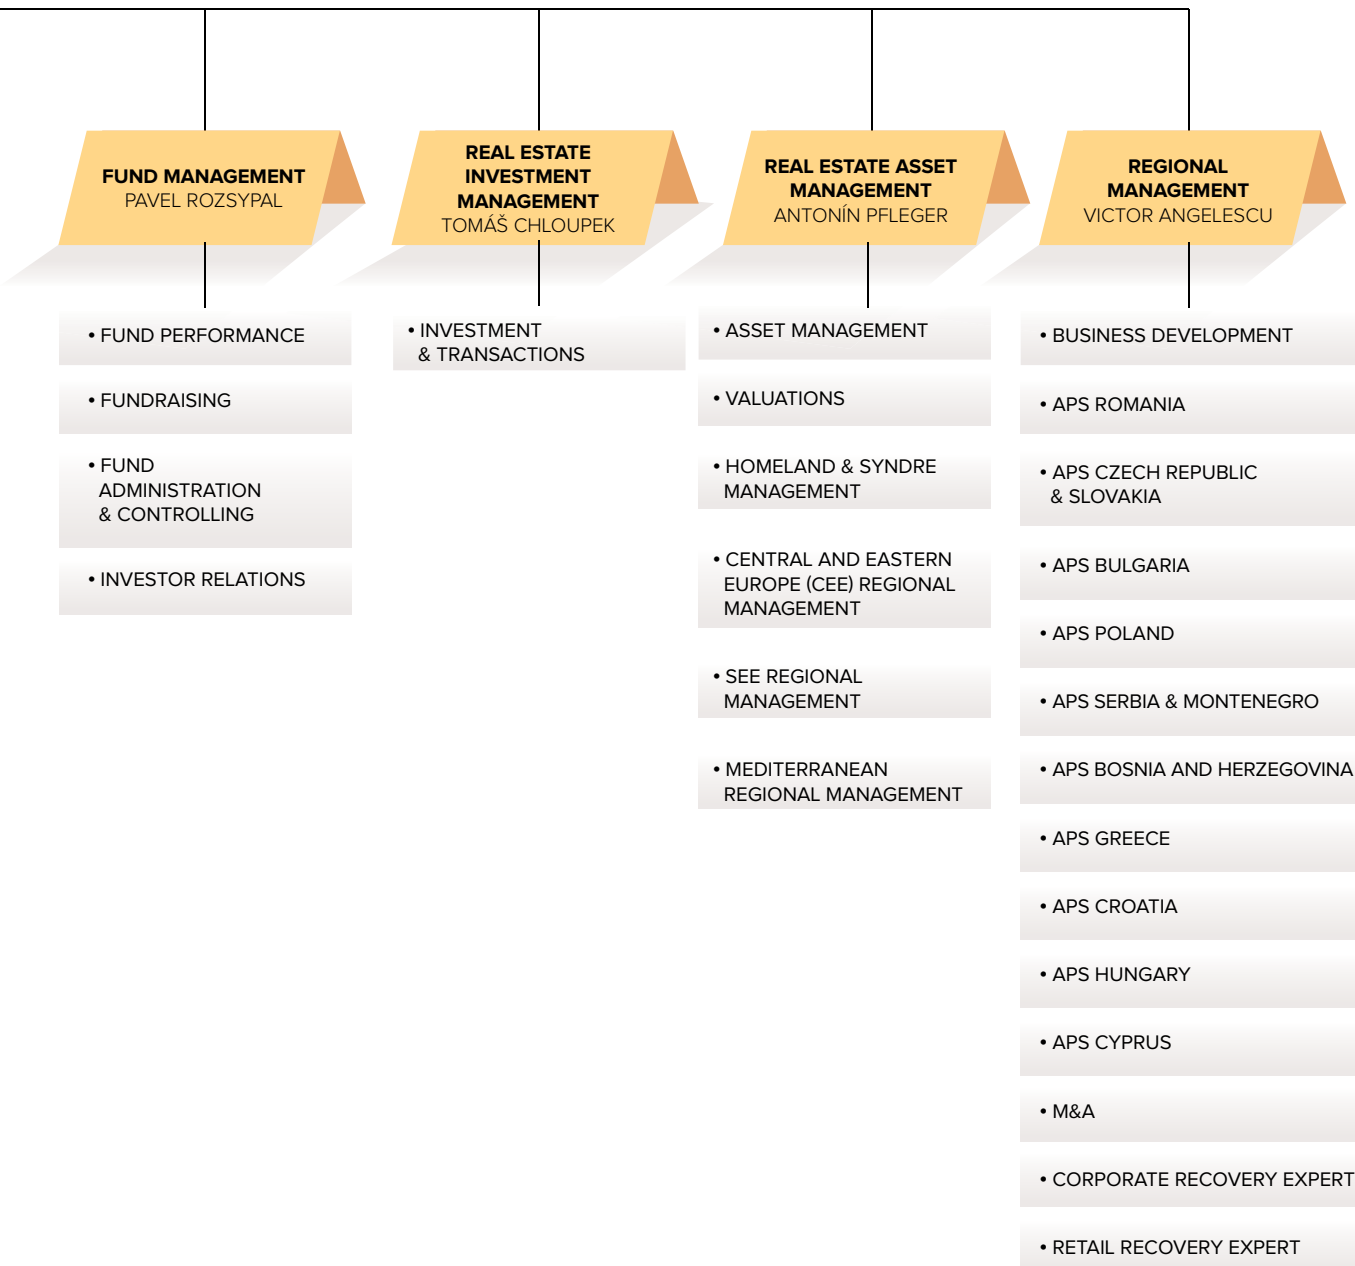 FUND MANAGEMENT
PAVEL ROZSYPAL
• FUND PERFORMANCE
• FUNDRAISING
• FUND
ADMINISTRATION
& CONTROLLING
• INVESTOR RELATIONS
REAL ESTATE
INVESTMENT
MANAGEMENT
TOMÁŠ CHLOUPEK
• INVESTMENT
& TRANSACTIONS
REAL ESTATE ASSET
MANAGEMENT
ANTONÍN PFLEGER
• ASSET MANAGEMENT
• VALUATIONS
• HOMELAND & SYNDRE
MANAGEMENT
• CENTRAL AND EASTERN
EUROPE (CEE) REGIONAL
MANAGEMENT
• SEE REGIONAL
MANAGEMENT
• MEDITERRANEAN
REGIONAL MANAGEMENT
REGIONAL
MANAGEMENT
VICTOR ANGELESCU
• BUSINESS DEVELOPMENT
• APS ROMANIA
• APS CZECH REPUBLIC
& SLOVAKIA
• APS BULGARIA
• APS POLAND
• APS SERBIA & MONTENEGRO
• APS BOSNIA AND HERZEGOVINA
• APS GREECE
• APS CROATIA
• APS HUNGARY
• APS CYPRUS
• M&A
• CORPORATE RECOVERY EXPERT
• RETAIL RECOVERY EXPERT